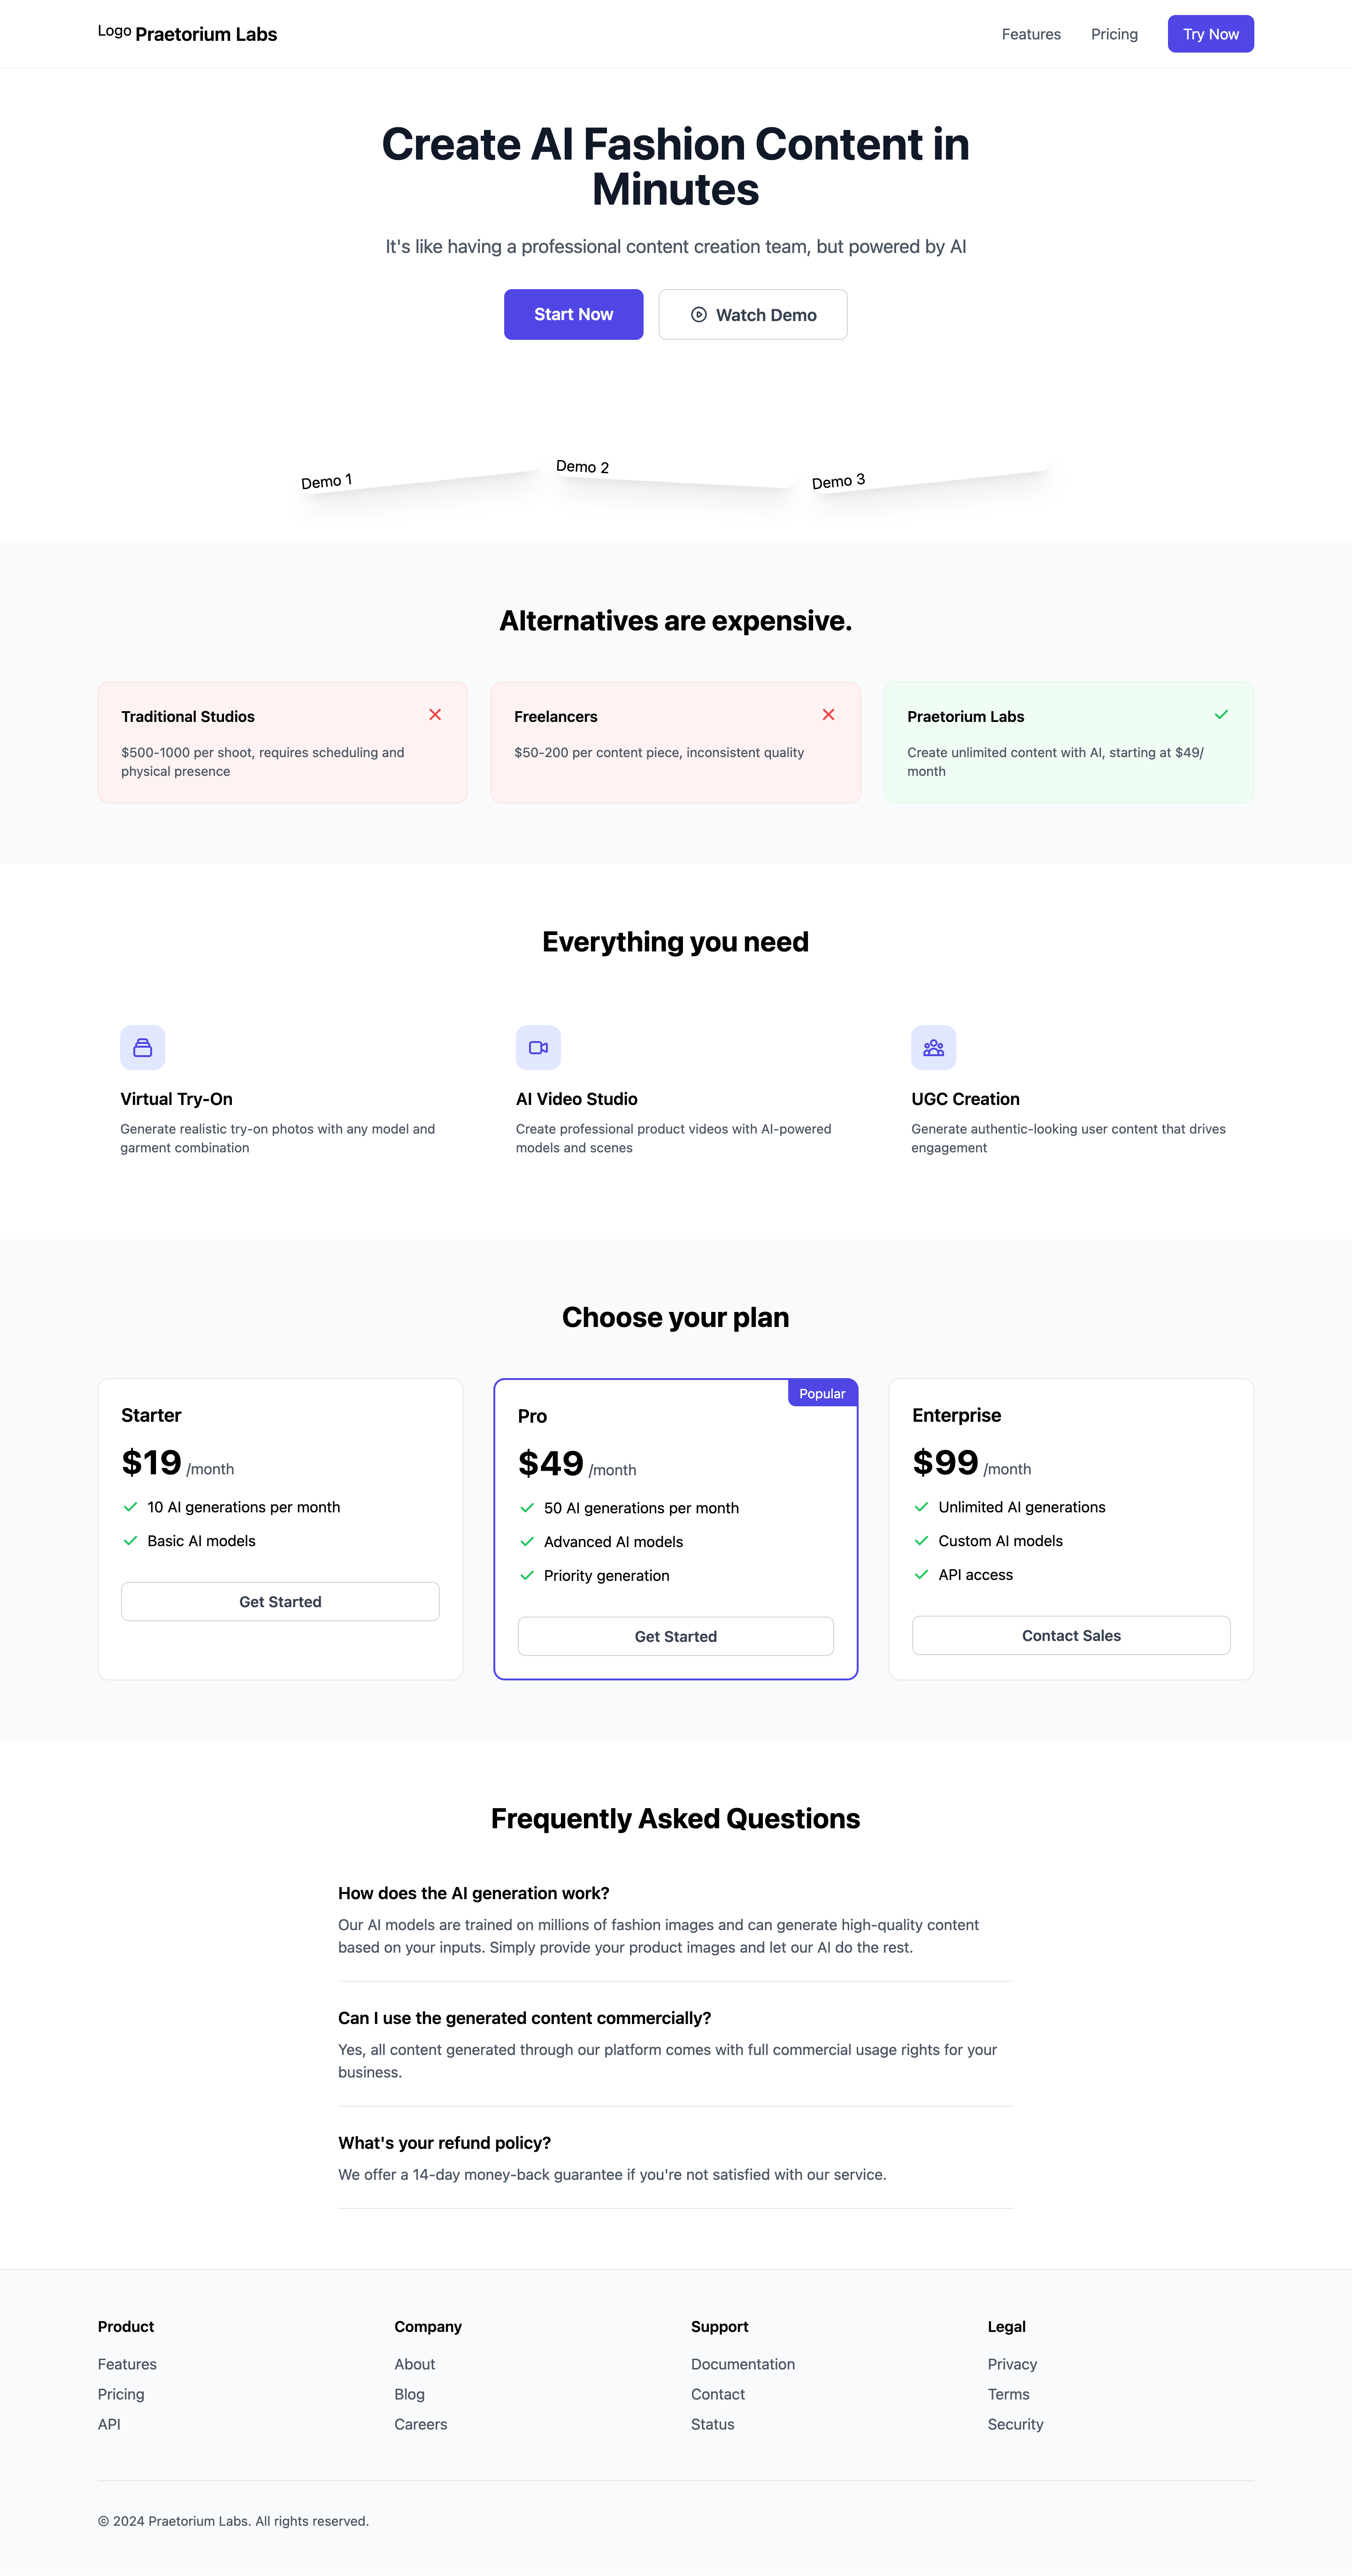 Logo Praetorium Labs
Features Pricing Try Now
Create AI Fashion Content in
Minutes
It's like having a professional content creation team, but powered by AI
Start Now Watch Demo
Demo 1 Demo 2 Demo 3
Alternatives are expensive.
Traditional Studios
$500-1000 per shoot, requires scheduling and
physical presence
Freelancers
$50-200 per content piece, inconsistent quality
Praetorium Labs
Create unlimited content with AI, starting at $49/
month
Everything you need
Virtual Try-On
Generate realistic try-on photos with any model and
garment combination
AI Video Studio
Create professional product videos with AI-powered
models and scenes
UGC Creation
Generate authentic-looking user content that drives
engagement
Choose your plan
Starter
$19 /month
10 AI generations per month
Basic AI models
Get Started
Popular
Pro
$49 /month
50 AI generations per month
Advanced AI models
Priority generation
Get Started
Enterprise
$99 /month
Unlimited AI generations
Custom AI models
API access
Contact Sales
Frequently Asked Questions
How does the AI generation work?
Our AI models are trained on millions of fashion images and can generate high-quality content
based on your inputs. Simply provide your product images and let our AI do the rest.
Can I use the generated content commercially?
Yes, all content generated through our platform comes with full commercial usage rights for your
business.
What's your refund policy?
We offer a 14-day money-back guarantee if you're not satisfied with our service.
Product
Features
Pricing
API
Company
About
Blog
Careers
Support
Documentation
Contact
Status
Legal
Privacy
Terms
Security
© 2024 Praetorium Labs. All rights reserved.